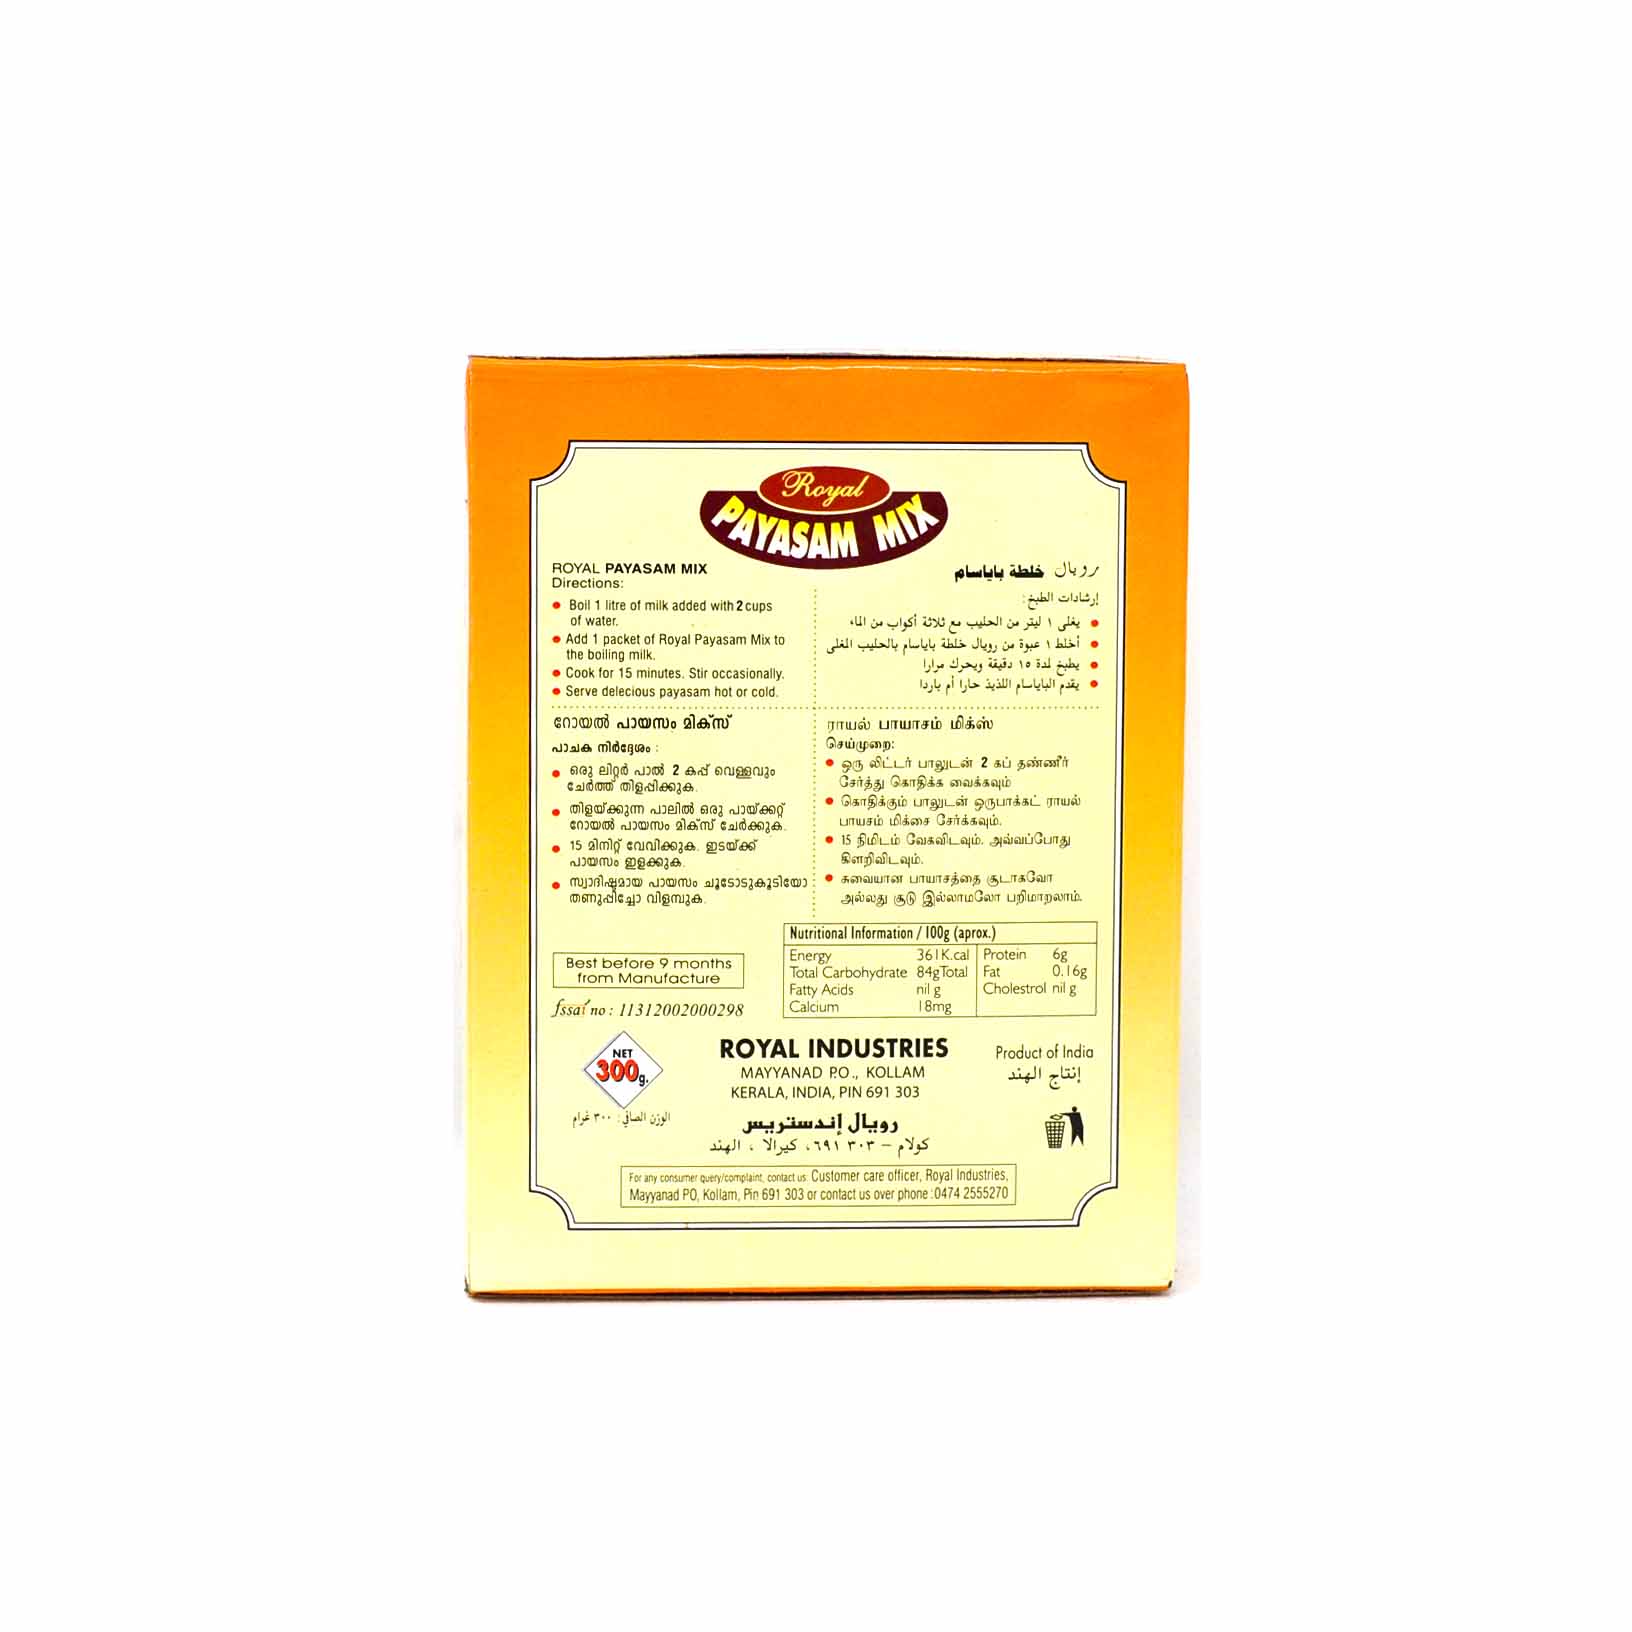 Royal
PAYASAM MIX
ROYAL PAYASAM MIX
Directions:
Boil 1 litre of milk added with 2 cups
of water.
Add 1 packet of Royal Payasam Mix to
the boiling milk.
Cook for 15 minutes. Stir occasionally.
Serve delecious payasam hot or cold.
رويال خلطة باياسام
إرشادات الطبخ :
يغلى ١ ليتر من الحليب مع ثلاثة أكواب من الماء
أخلط ١ عبوة من رويال خلطة باياسام بالحليب المغلى
يطبخ لمدة ١٥ دقيقة ويحرك مرارا
يقدم الباياسام اللذيذ حارا أم باردا
റോയൽ പായസം മിക്സ്
പാചക നിർദ്ദേശം :
ഒരു ലിറ്റർ പാൽ 2 കപ്പ് വെള്ളവും
ചേർത്ത് തിളപ്പിക്കുക.
തിളയ്ക്കുന്ന പാലിൽ ഒരു പായ്ക്കറ്റ്
റോയൽ പായസം മിക്സ് ചേർക്കുക.
15 മിനിറ്റ് വേവിക്കുക. ഇടയ്ക്ക്
പായസം ഇളക്കുക.
സ്വാദിഷ്ടമായ പായസം ചൂടോടുകൂടിയോ
തണുപ്പിച്ചോ വിളമ്പുക.
ராயல் பாயாசம் மிக்ஸ்
செய்முறை:
ஒரு லிட்டர் பாலுடன் 2 கப் தண்ணீர்
சேர்த்து கொதிக்க வைக்கவும்
கொதிக்கும் பாலுடன் ஒருபாக்கட் ராயல்
பாயசம் மிக்சை சேர்க்கவும்.
15 நிமிடம் வேகவிடவும். அவ்வப்போது
கிளறிவிடவும்.
சுவையான பாயாசத்தை சூடாகவோ
அல்லது சூடு இல்லாமலோ பறிமாறலாம்.
Nutritional Information / 100g (aprox.)
Energy 361K.cal Protein 6g
Total Carbohydrate 84gTotal Fat 0.16g
Fatty Acids nil g Cholestrol nil g
Calcium 18mg
Best before 9 months
from Manufacture
fssai no : 11312002000298
NET
300g.
الوزن الصافي : ٣٠٠ غرام
ROYAL INDUSTRIES
MAYYANAD P.O., KOLLAM
KERALA, INDIA, PIN 691 303
رويال إندستريس
كولام – ٣٠٣ ٦٩١، كيرالا ، الهند
Product of India
إنتاج الهند
For any consumer query/complaint, contact us: Customer care officer, Royal Industries,
Mayyanad PO, Kollam, Pin 691 303 or contact us over phone :0474 2555270